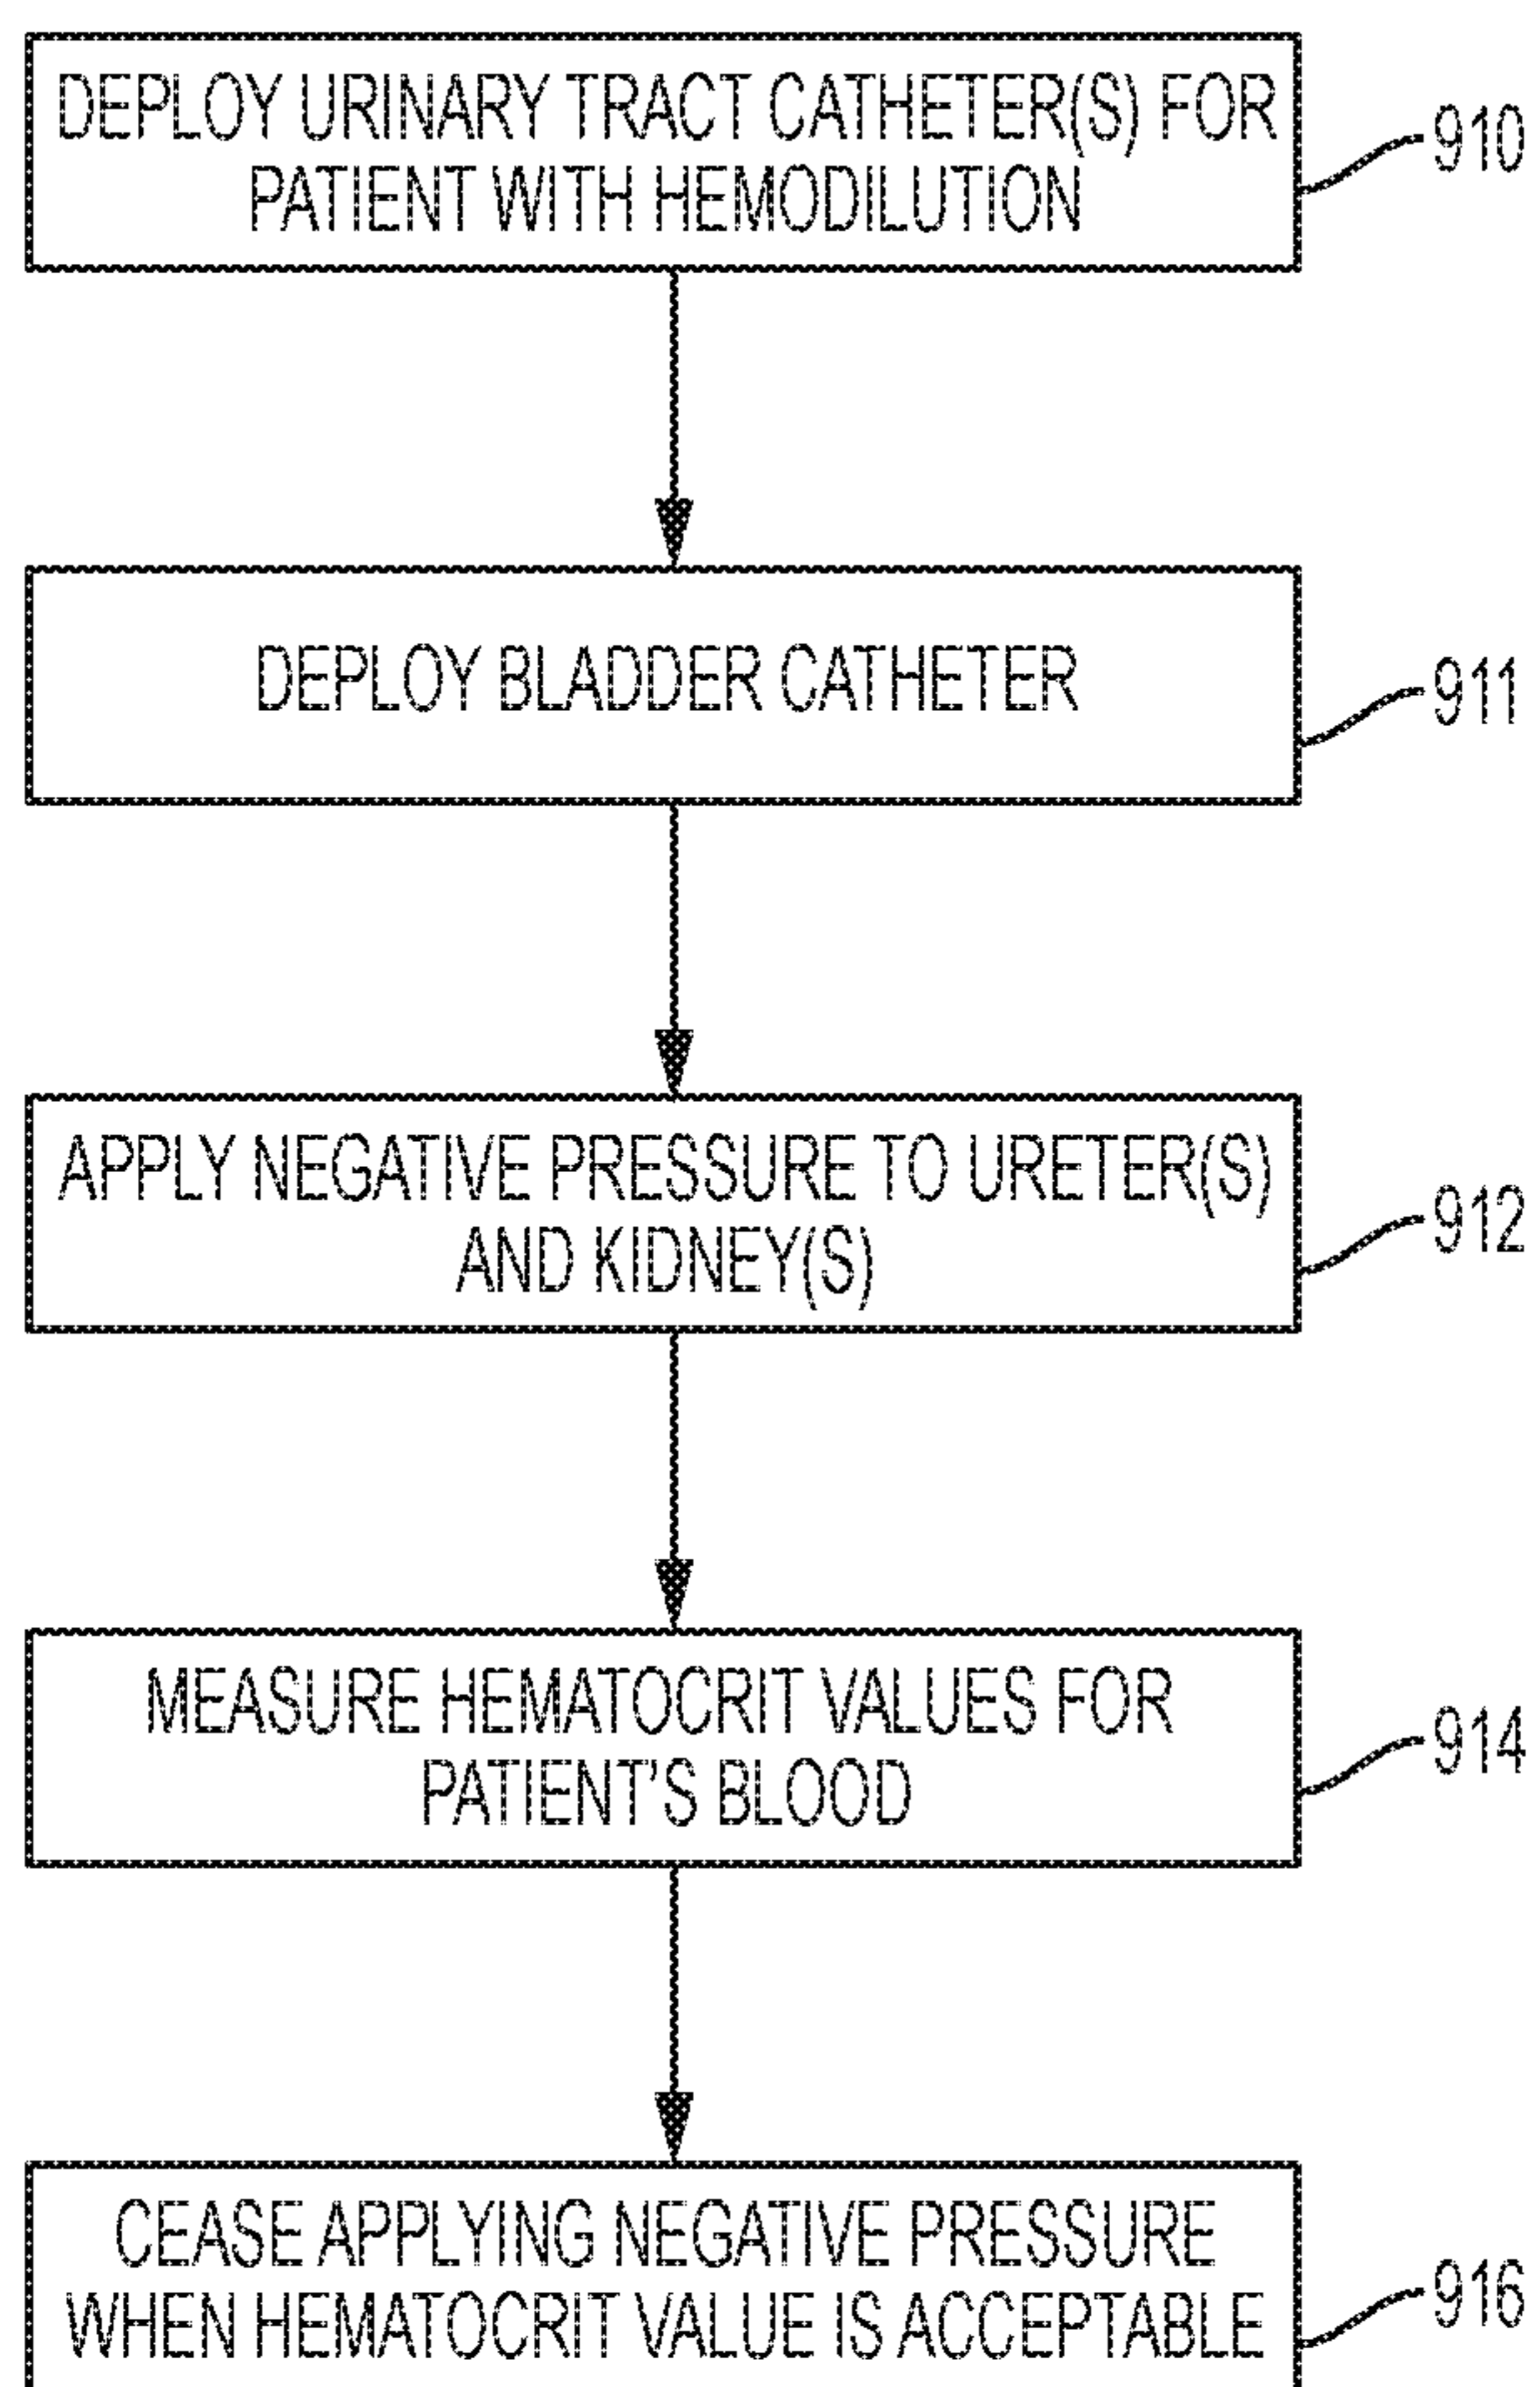 DEPLOY URINARY TRACT CATHETER(S) FOR
PATIENT WITH HEMODILUTION
910
DEPLOY BLADDER CATHETER
911
APPLY NEGATIVE PRESSURE TO URETER(S)
AND KIDNEY(S)
912
MEASURE HEMATOCRIT VALUES FOR
PATIENT'S BLOOD
914
CEASE APPLYING NEGATIVE PRESSURE
WHEN HEMATOCRIT VALUE IS ACCEPTABLE
916